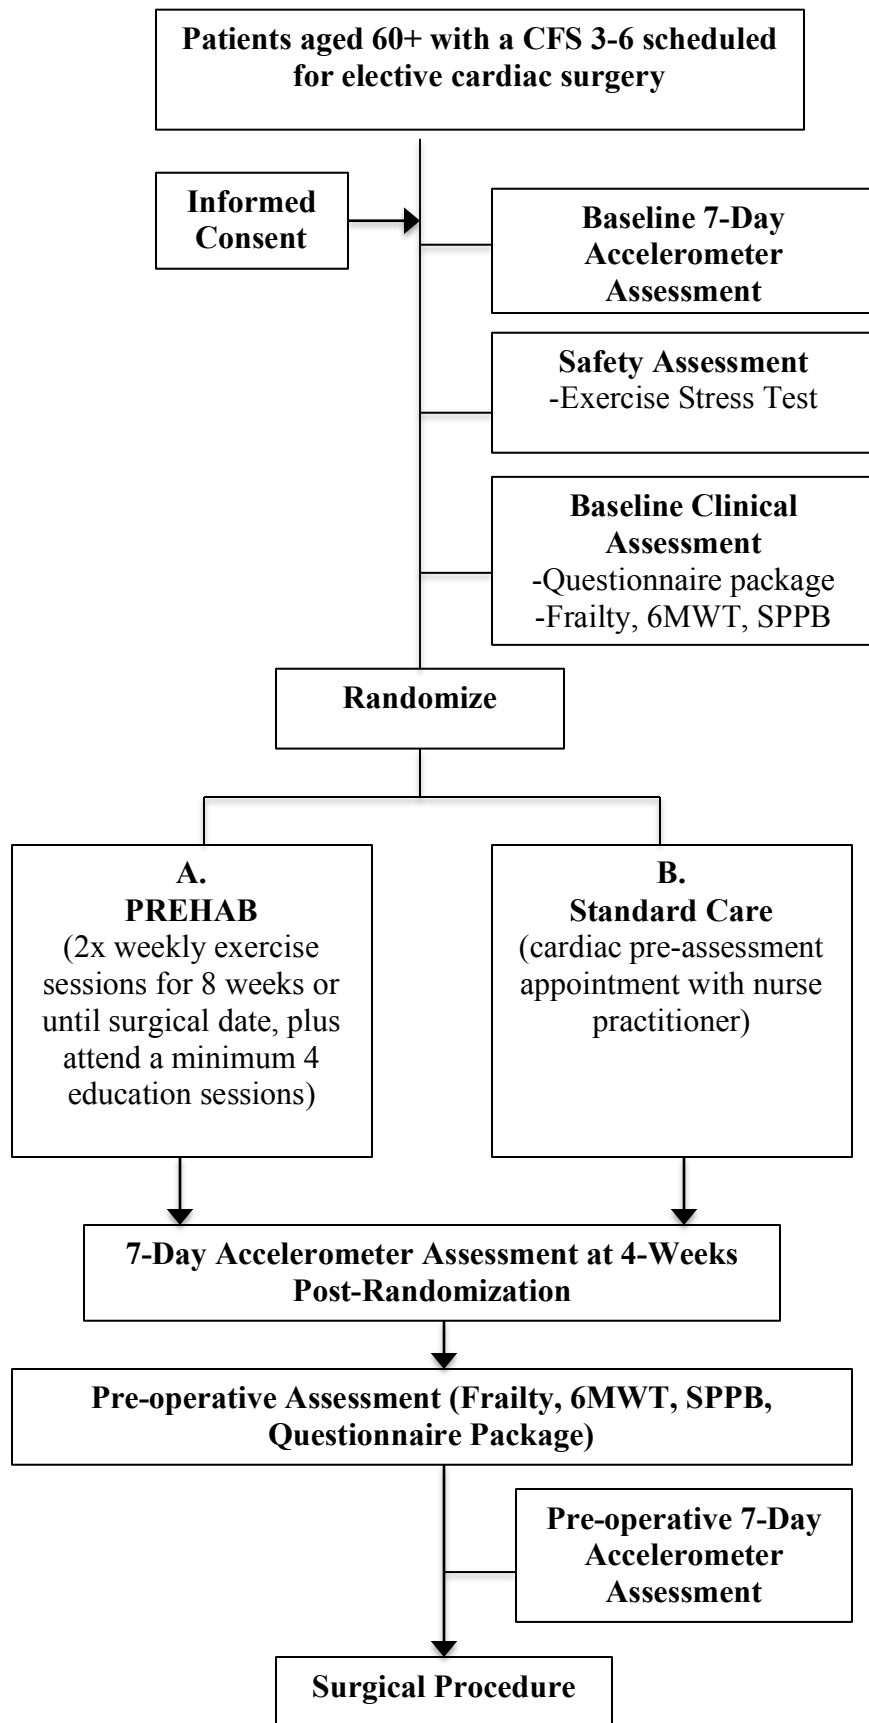 Patients aged 60+ with a CFS 3-6 scheduled
for elective cardiac surgery
Informed
Consent
Baseline 7-Day
Accelerometer
Assessment
Safety Assessment
-Exercise Stress Test
Baseline Clinical
Assessment
-Questionnaire package
-Frailty, 6MWT, SPPB
Randomize
A.
PREHAB
(2x weekly exercise
sessions for 8 weeks or
until surgical date, plus
attend a minimum 4
education sessions)
B.
Standard Care
(cardiac pre-assessment
appointment with nurse
practitioner)
7-Day Accelerometer Assessment at 4-Weeks
Post-Randomization
Pre-operative Assessment (Frailty, 6MWT, SPPB,
Questionnaire Package)
Pre-operative 7-Day
Accelerometer
Assessment
Surgical Procedure